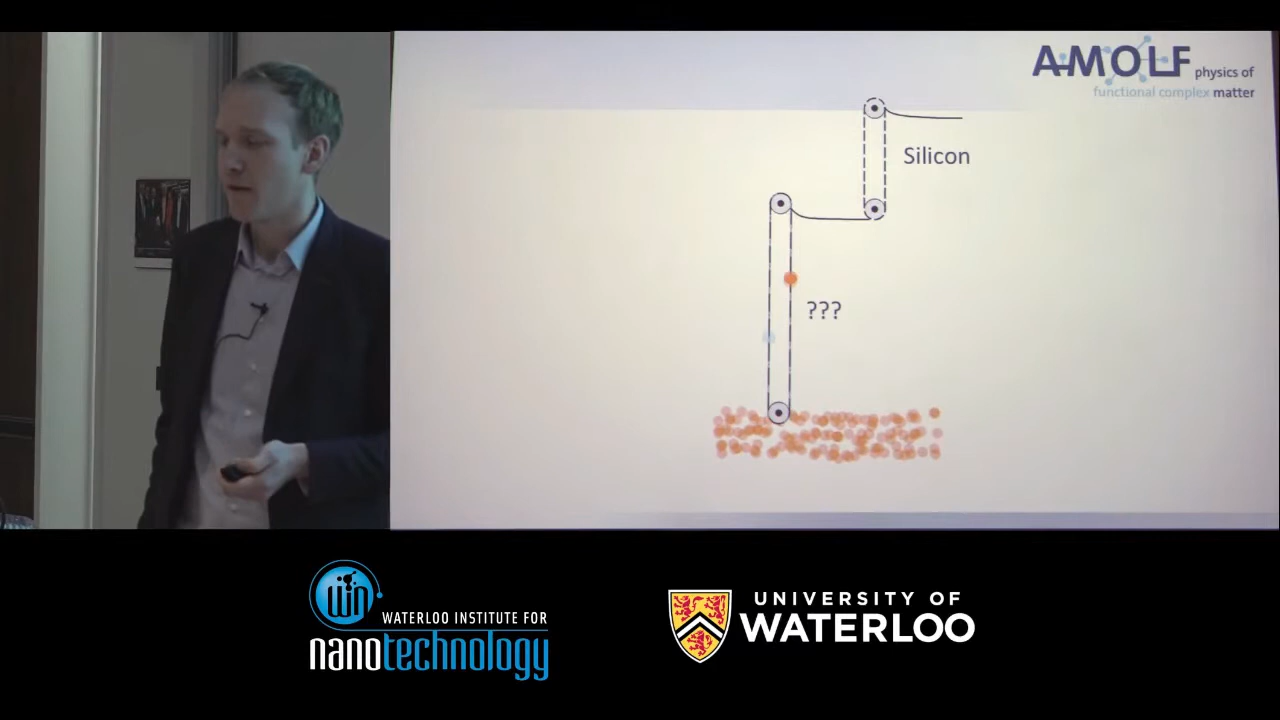 AMOLF physics of
functional complex matter
Silicon
???
WATERLOO INSTITUTE FOR
nanotechnology
UNIVERSITY OF
WATERLOO